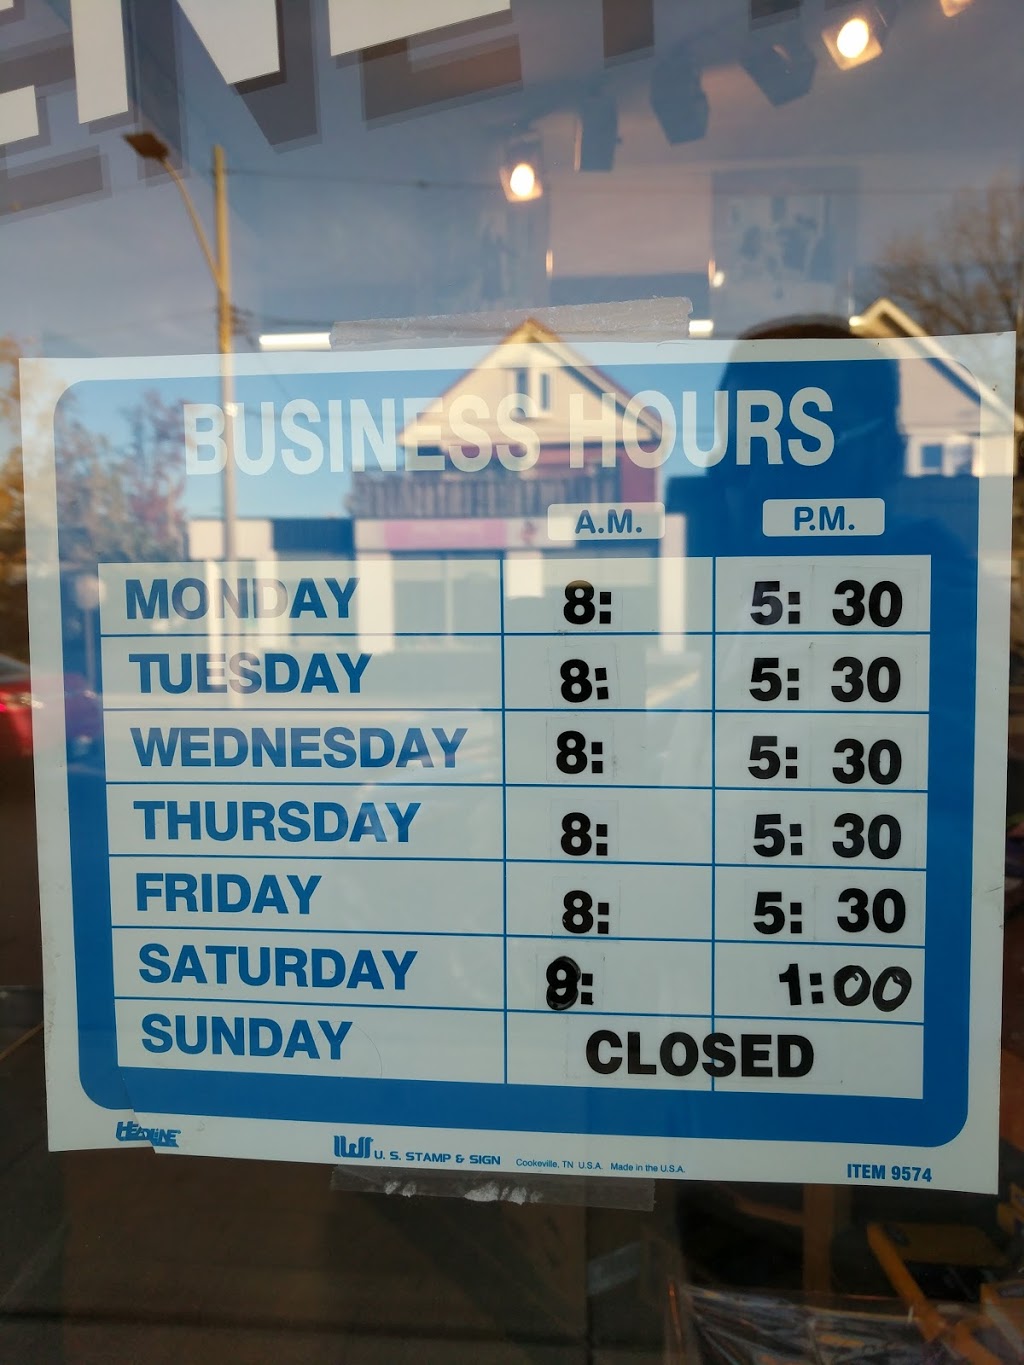 BUSINESS HOURS
A.M. P.M.
MONDAY 8: 5: 30
TUESDAY 8: 5: 30
WEDNESDAY 8: 5: 30
THURSDAY 8: 5: 30
FRIDAY 8: 5: 30
SATURDAY 1:00
SUNDAY CLOSED
HEADLINE U. S. STAMP & SIGN Cookeville, TN U.S.A. Made in the U.S.A. ITEM 9574